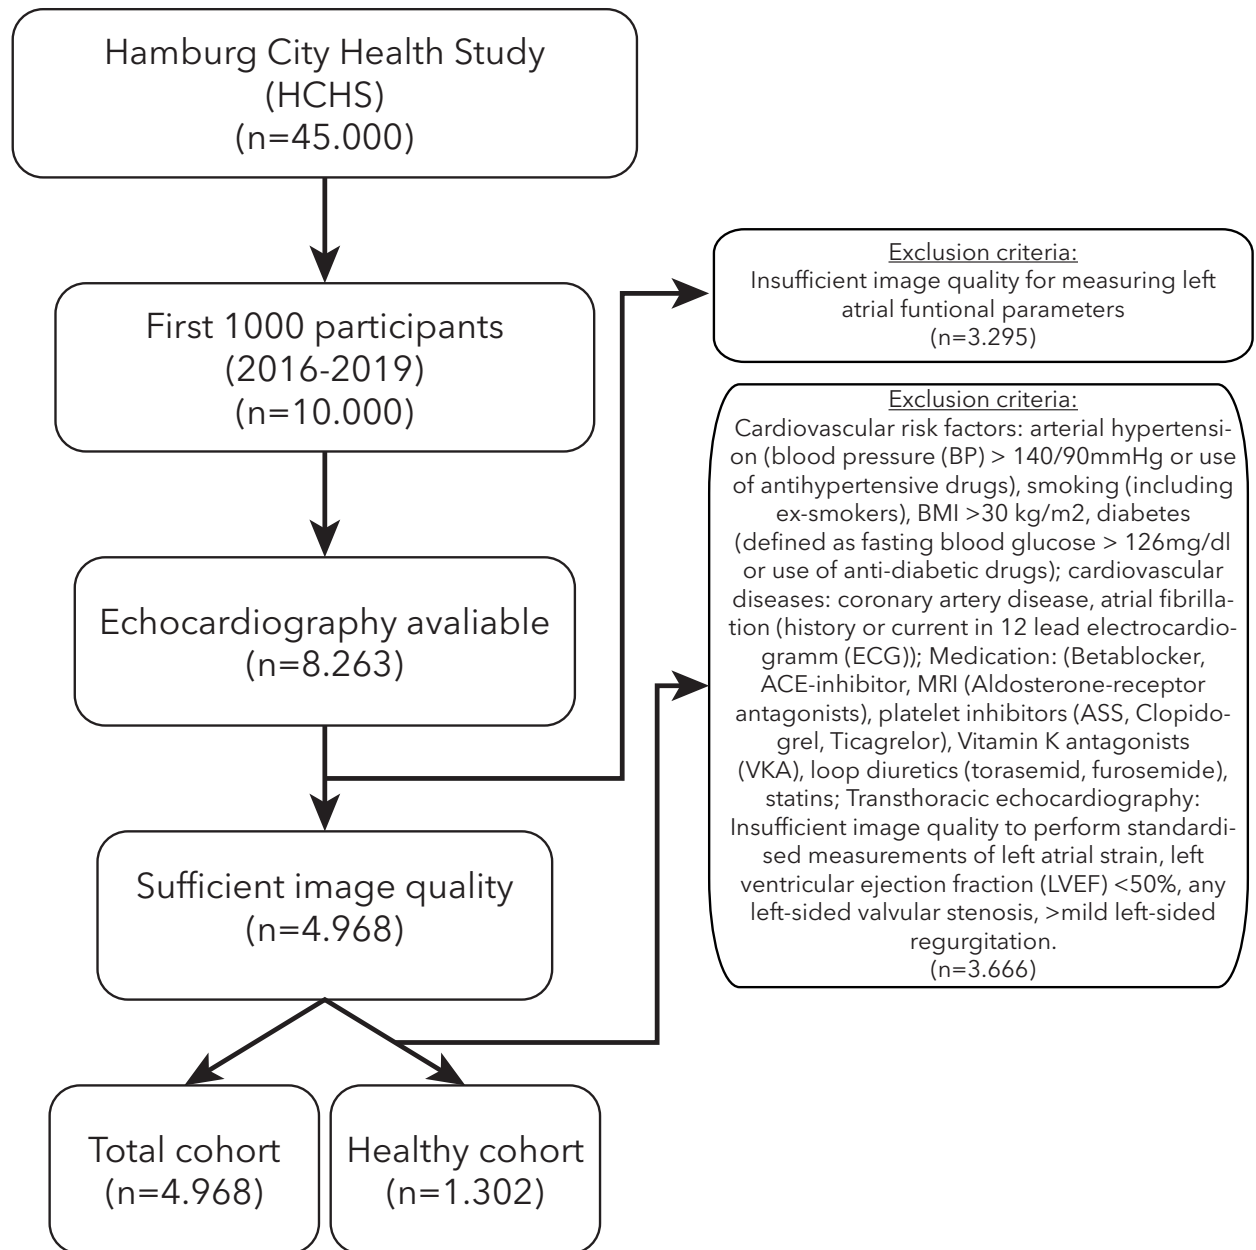 Hamburg City Health Study
(HCHS)
(n=45.000)
First 1000 participants
(2016-2019)
(n=10.000)
Echocardiography avaliable
(n=8.263)
Sufficient image quality
(n=4.968)
Total cohort
(n=4.968)
Healthy cohort
(n=1.302)
Exclusion criteria:
Insufficient image quality for measuring left
atrial funtional parameters
(n=3.295)
Exclusion criteria:
Cardiovascular risk factors: arterial hypertensi-
on (blood pressure (BP) > 140/90mmHg or use
of antihypertensive drugs), smoking (including
ex-smokers), BMI >30 kg/m2, diabetes
(defined as fasting blood glucose > 126mg/dl
or use of anti-diabetic drugs); cardiovascular
diseases: coronary artery disease, atrial fibrilla-
tion (history or current in 12 lead electrocardio-
gramm (ECG)); Medication: (Betablocker,
ACE-inhibitor, MRI (Aldosterone-receptor
antagonists), platelet inhibitors (ASS, Clopido-
grel, Ticagrelor), Vitamin K antagonists
(VKA), loop diuretics (torasemid, furosemide),
statins; Transthoracic echocardiography:
Insufficient image quality to perform standardi-
sed measurements of left atrial strain, left
ventricular ejection fraction (LVEF) <50%, any
left-sided valvular stenosis, >mild left-sided
regurgitation.
(n=3.666)